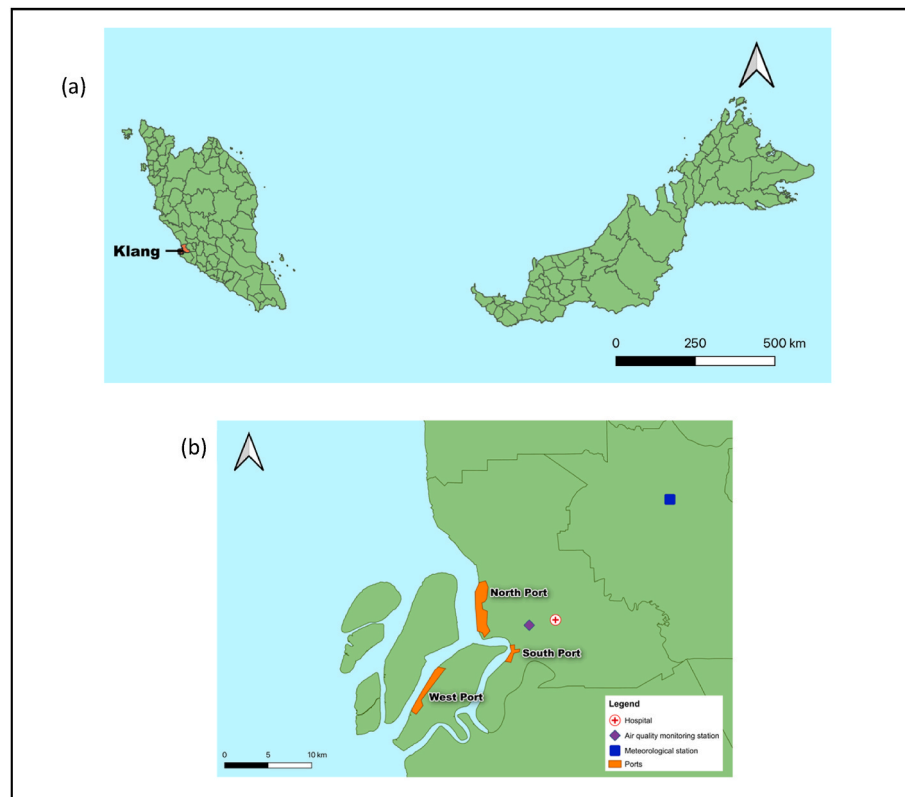 (a)
Klang
0 250 500 km
(b)
North Port
South Port
West Port
Legend
Hospital
Air quality monitoring station
Meteorological station
Ports
0 5 10 km